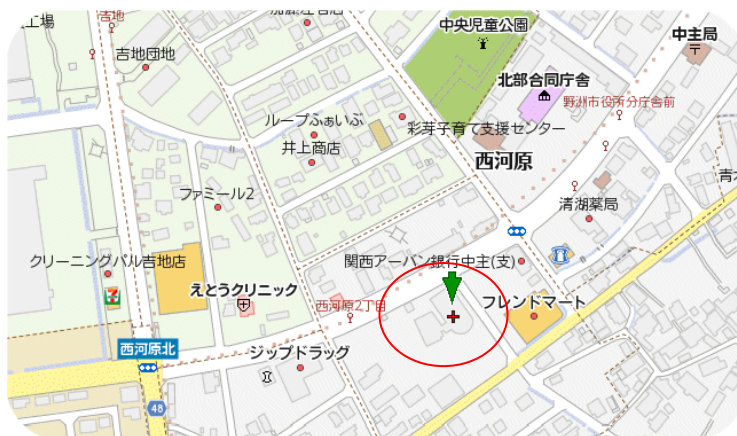 工場
吉地
吉地団地
中央児童公園
中主局
北部合同庁舎
野洲市役所分庁舎前
ループふぁいぶ
井上商店
彩芽子育て支援センター
西河原
ファミール2
清湖薬局
クリーニングパル吉地店
関西アーバン銀行中主(支)
えとうクリニック
西河原2丁目
フレンドマート
西河原北
ジップドラッグ
48